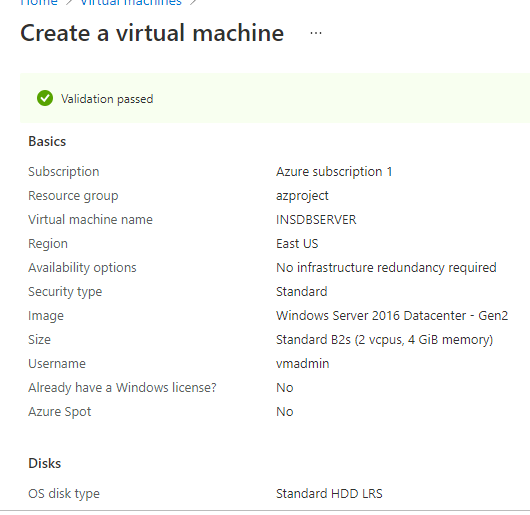 Home > Virtual machines >
Create a virtual machine ...
Validation passed
Basics
Subscription Azure subscription 1
Resource group azproject
Virtual machine name INSDBSERVER
Region East US
Availability options No infrastructure redundancy required
Security type Standard
Image Windows Server 2016 Datacenter - Gen2
Size Standard B2s (2 vcpus, 4 GiB memory)
Username vmadmin
Already have a Windows license? No
Azure Spot No
Disks
OS disk type Standard HDD LRS